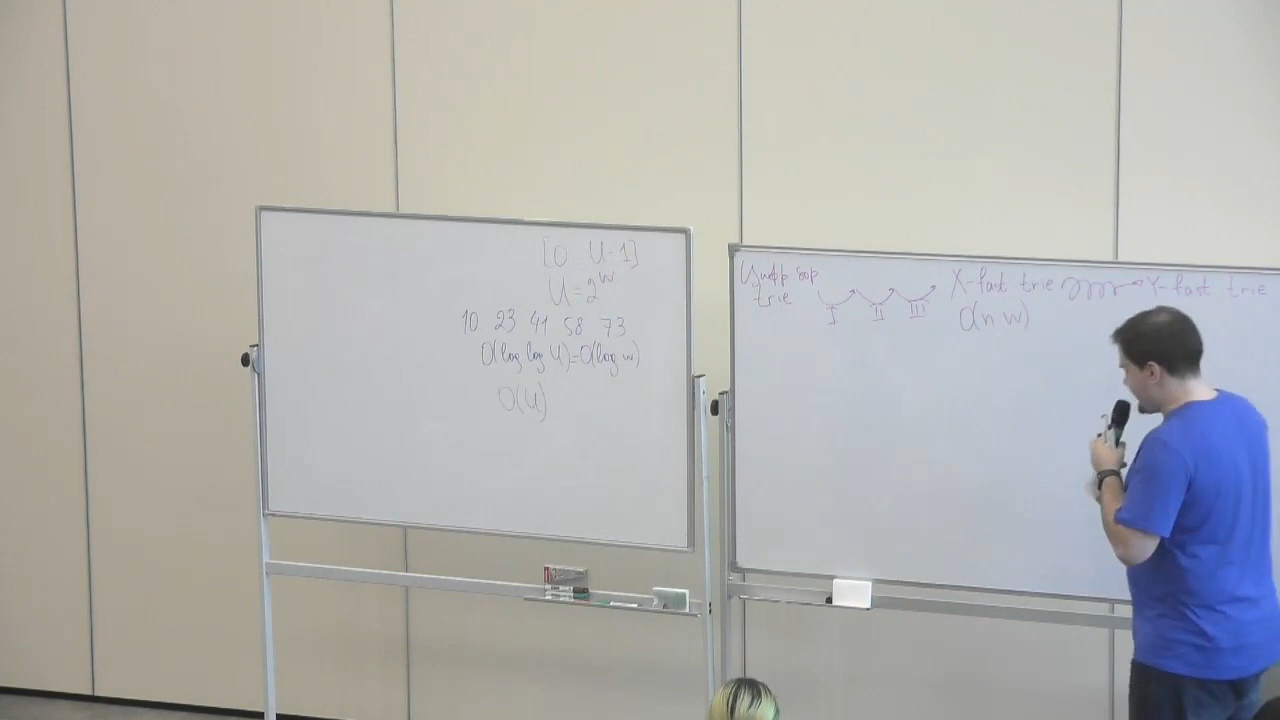 [0 U-1]
U=2^w
10 23 41 58 73
O(log log U)=O(log w)
O(U)
trie I II III X-fast trie Y-fast trie
O(n w)